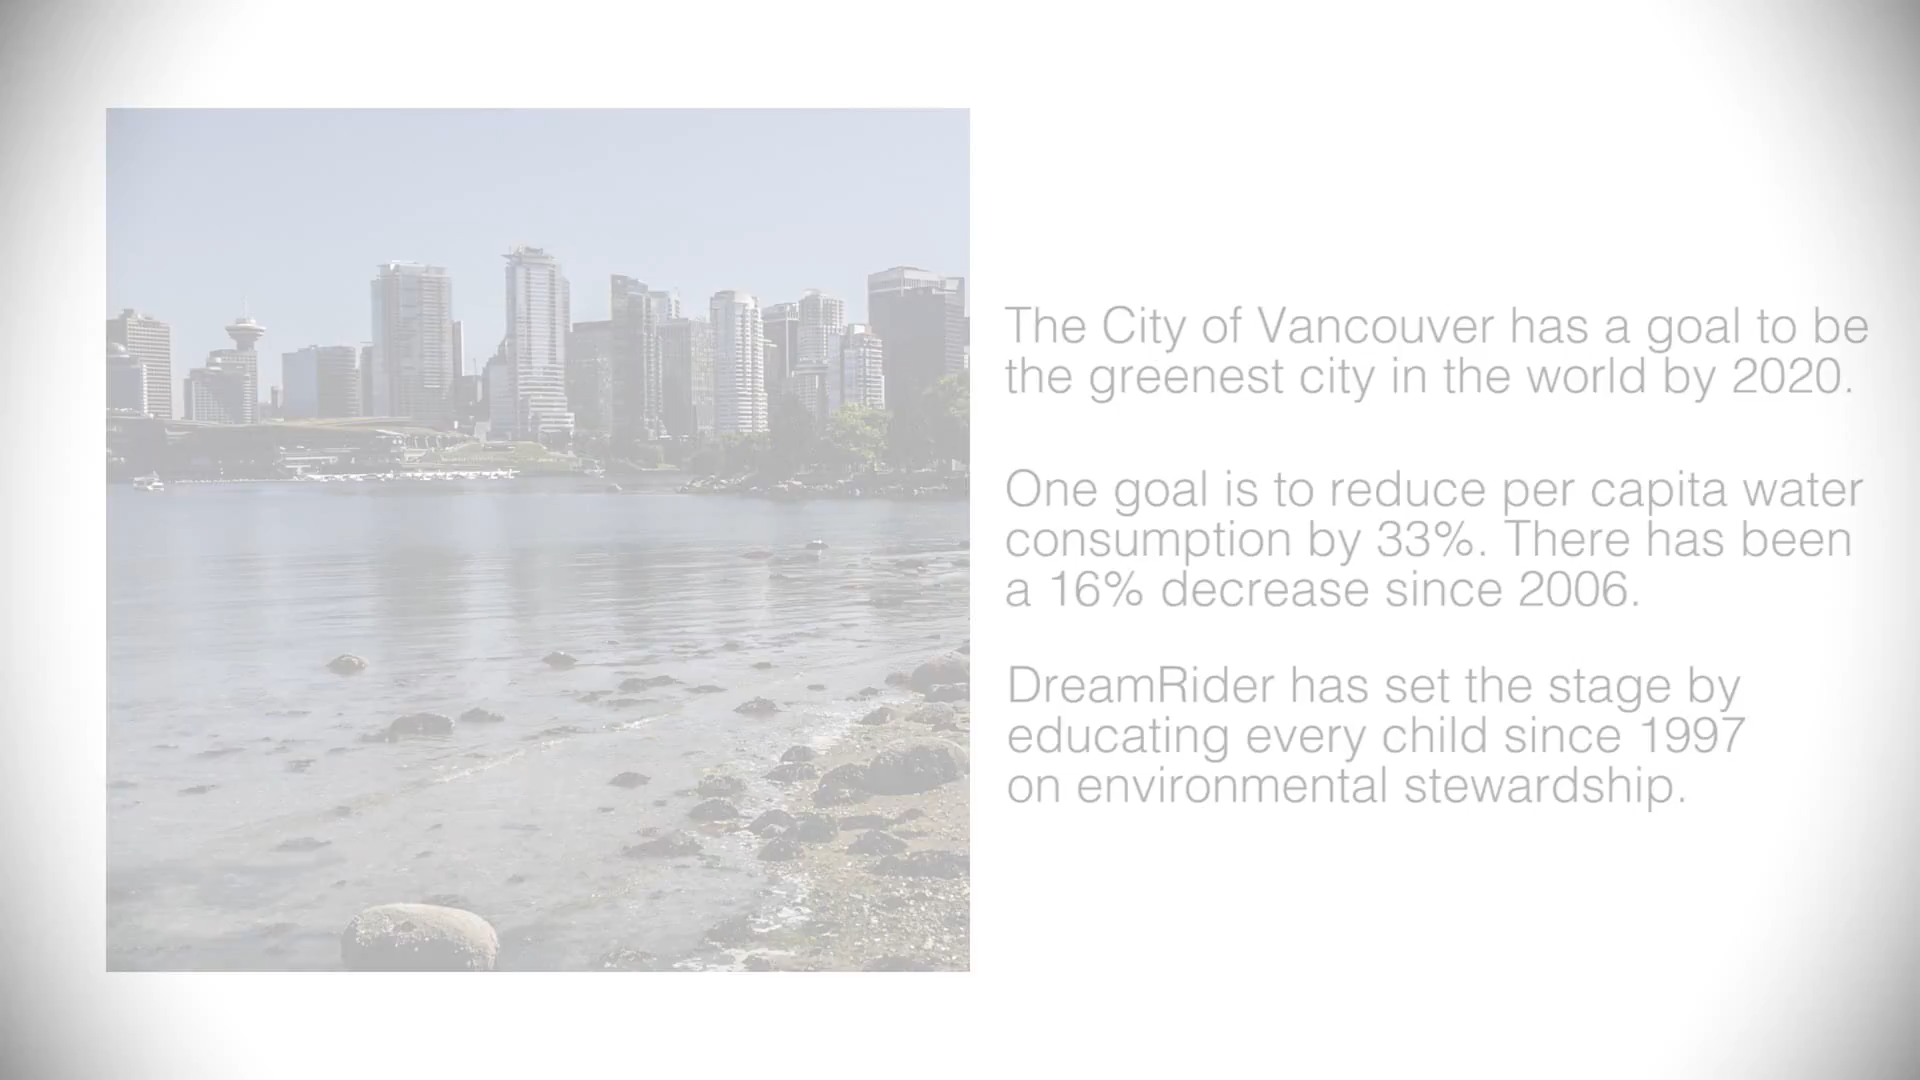 The City of Vancouver has a goal to be
the greenest city in the world by 2020.
One goal is to reduce per capita water
consumption by 33%. There has been
a 16% decrease since 2006.
DreamRider has set the stage by
educating every child since 1997
on environmental stewardship.